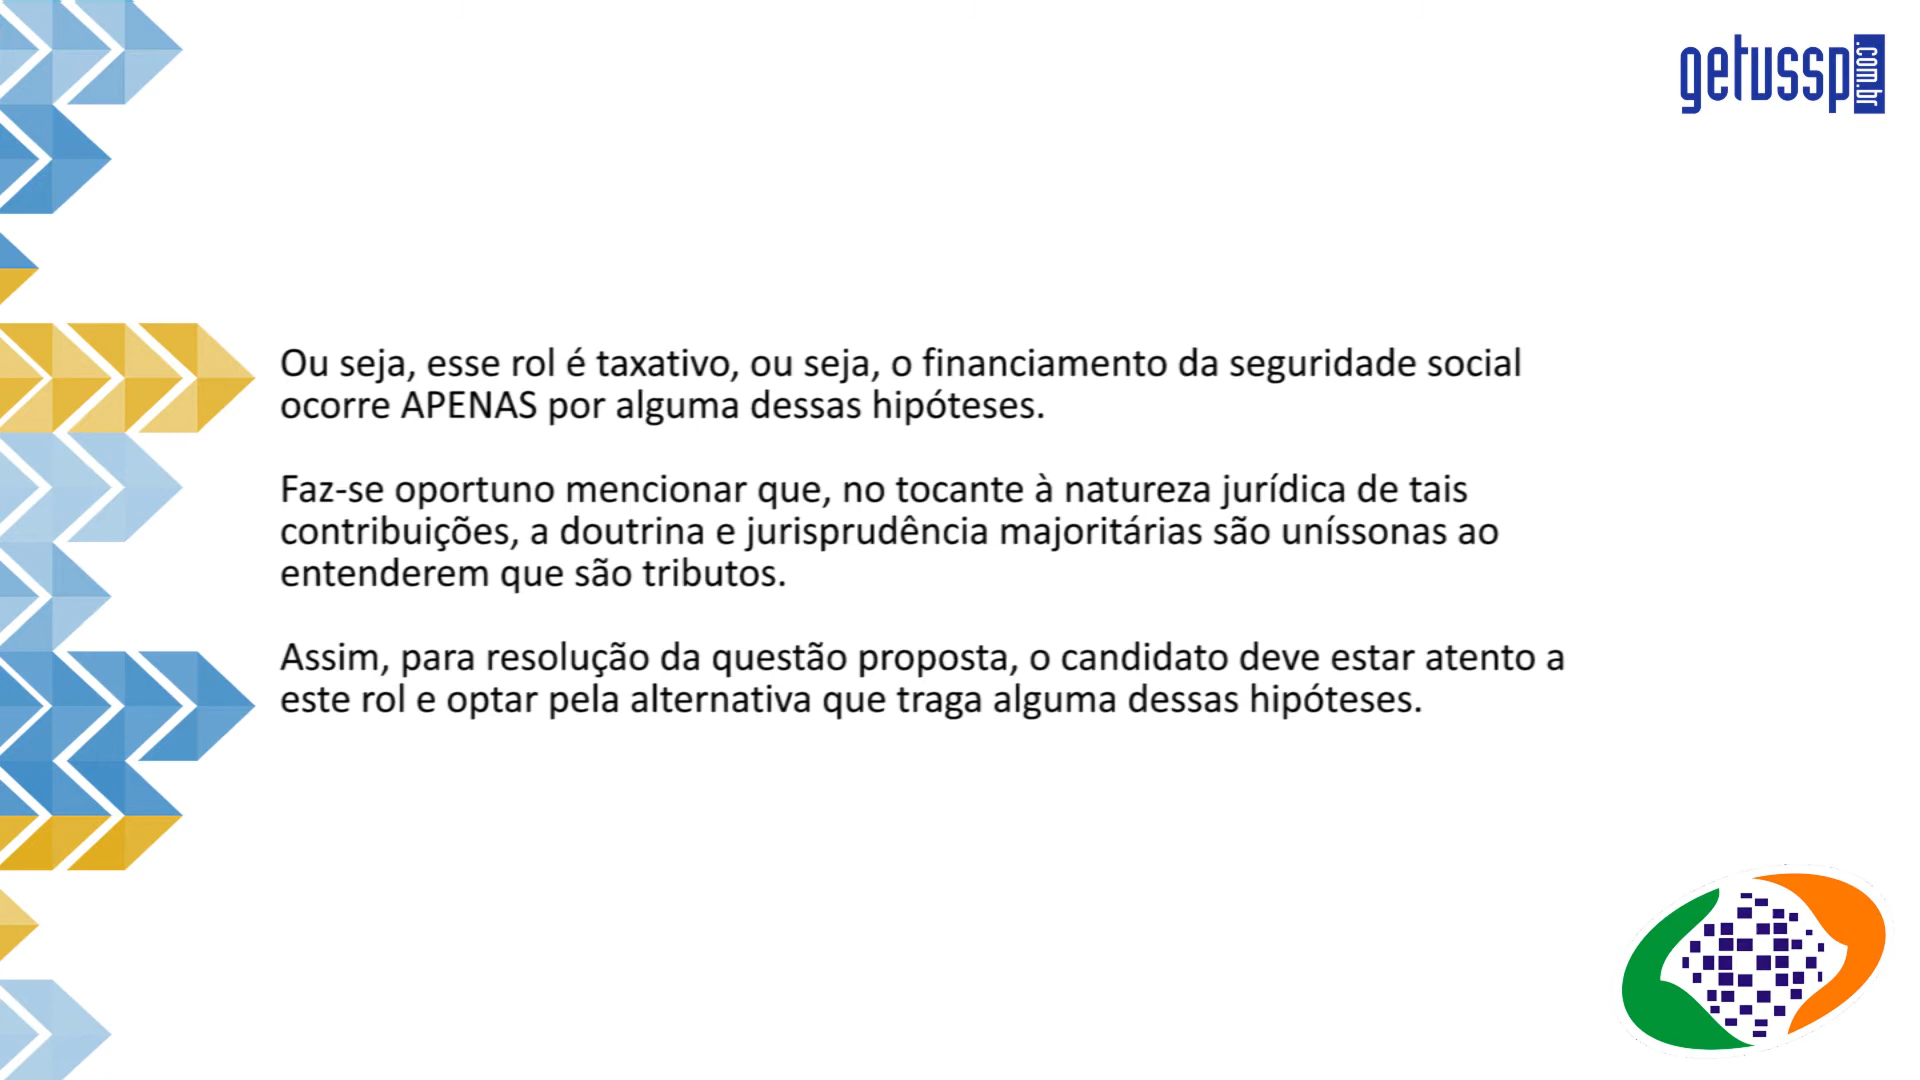 getussp.com.br
Ou seja, esse rol é taxativo, ou seja, o financiamento da seguridade social
ocorre APENAS por alguma dessas hipóteses.
Faz-se oportuno mencionar que, no tocante à natureza jurídica de tais
contribuições, a doutrina e jurisprudência majoritárias são uníssonas ao
entenderem que são tributos.
Assim, para resolução da questão proposta, o candidato deve estar atento a
este rol e optar pela alternativa que traga alguma dessas hipóteses.